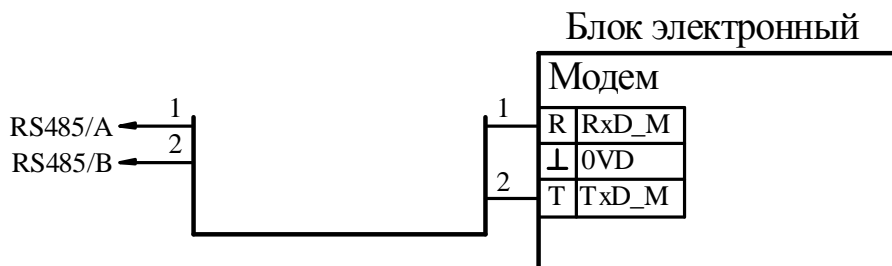 Блок электронный
Модем
RS485/A 1 1 R RxD_M
RS485/B 2 ⊥ 0VD
2 T TxD_M